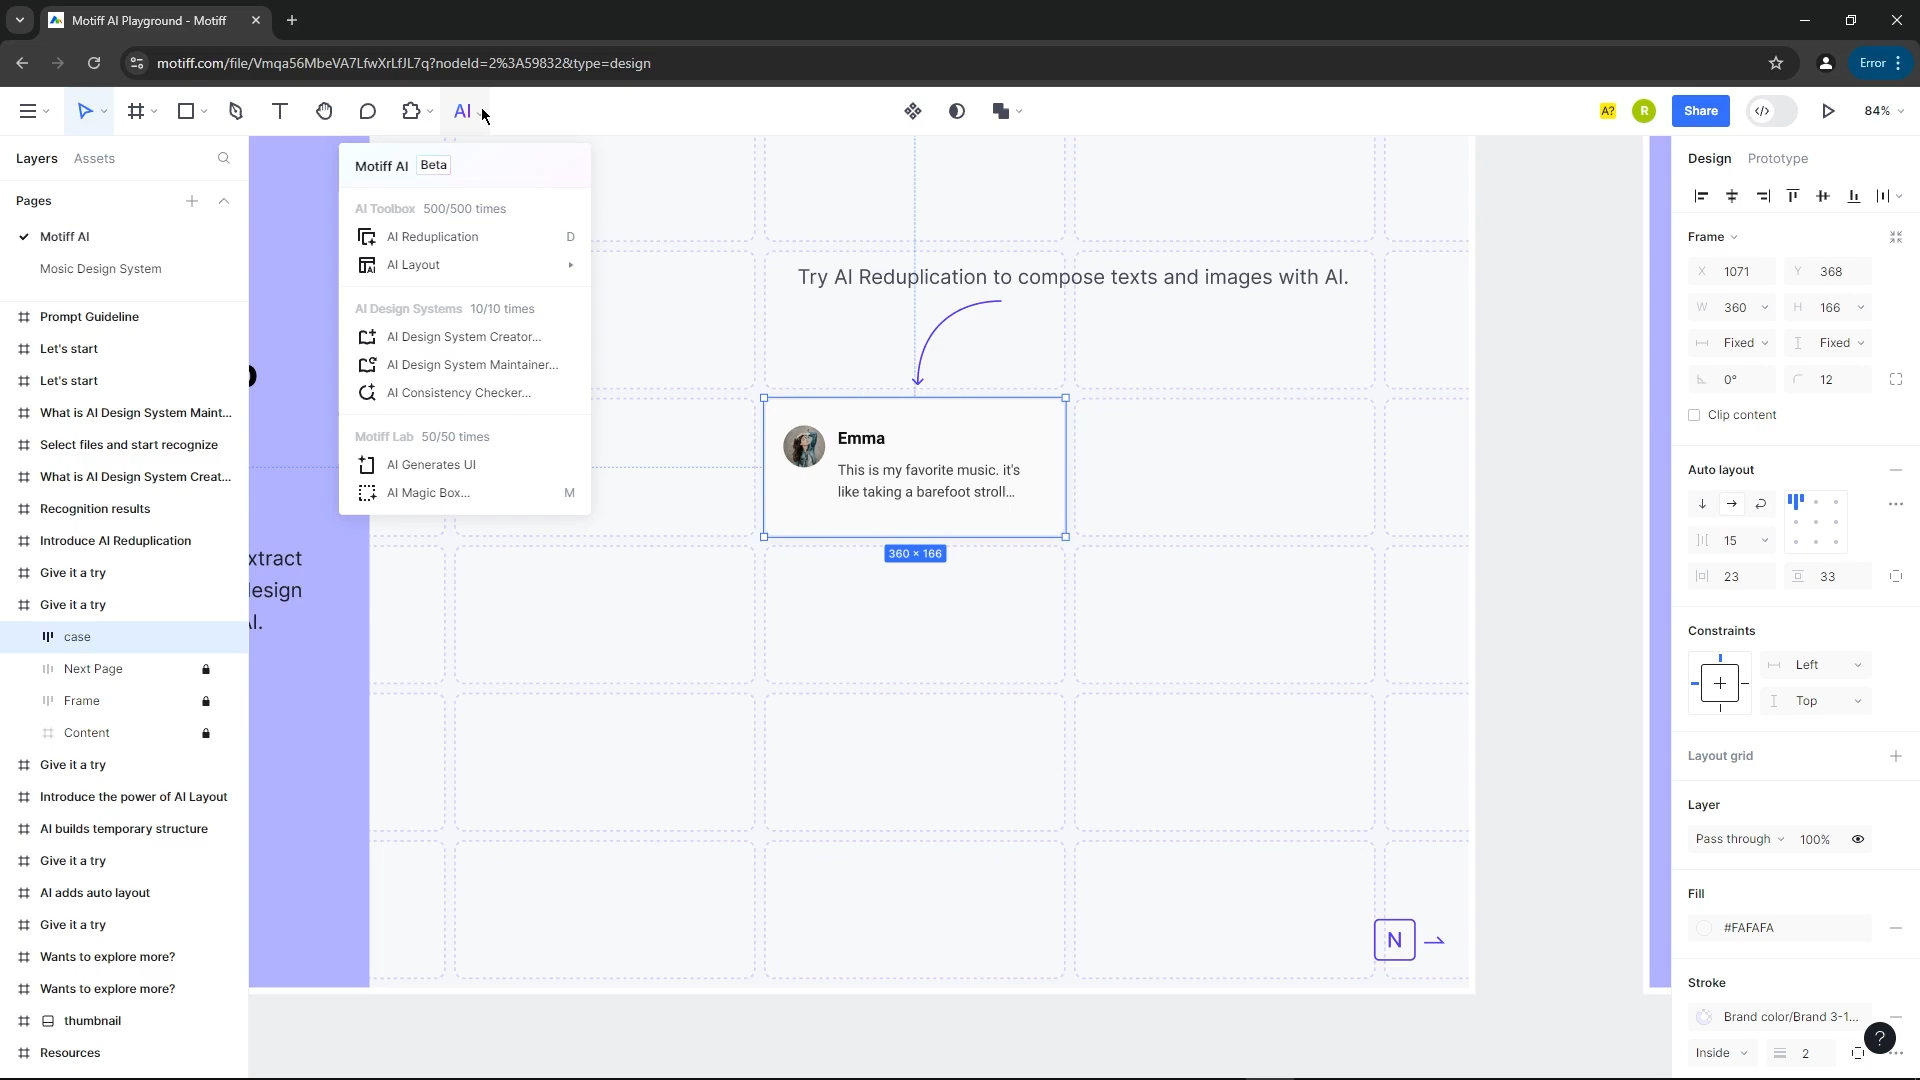 Motiff AI Playground - Motiff
motiff.com/file/Vmqa56MbeVA7LfwXrLfJL7q?nodeId=2%3A59832&type=design
Error
AI
A?
R
Share
84%
Layers
Assets
Pages
Motiff AI
Mosic Design System
Prompt Guideline
Let's start
Let's start
What is AI Design System Maint...
Select files and start recognize
What is AI Design System Creat...
Recognition results
Introduce AI Reduplication
Give it a try
Give it a try
case
Next Page
Frame
Content
Give it a try
Introduce the power of AI Layout
AI builds temporary structure
Give it a try
AI adds auto layout
Give it a try
Wants to explore more?
Wants to explore more?
thumbnail
Resources
xtract
esign
AI.
Motiff AI Beta
AI Toolbox 500/500 times
AI Reduplication D
AI Layout
AI Design Systems 10/10 times
AI Design System Creator...
AI Design System Maintainer...
AI Consistency Checker...
Motiff Lab 50/50 times
AI Generates UI
AI Magic Box... M
Try AI Reduplication to compose texts and images with AI.
Emma
This is my favorite music. it's
like taking a barefoot stroll...
360 × 166
N
Design
Prototype
Frame
X 1071 Y 368
W 360 H 166
Fixed Fixed
0° 12
Clip content
Auto layout
15
23 33
Constraints
Left
Top
Layout grid
Layer
Pass through 100%
Fill
#FAFAFA
Stroke
Brand color/Brand 3-1...
Inside 2
?